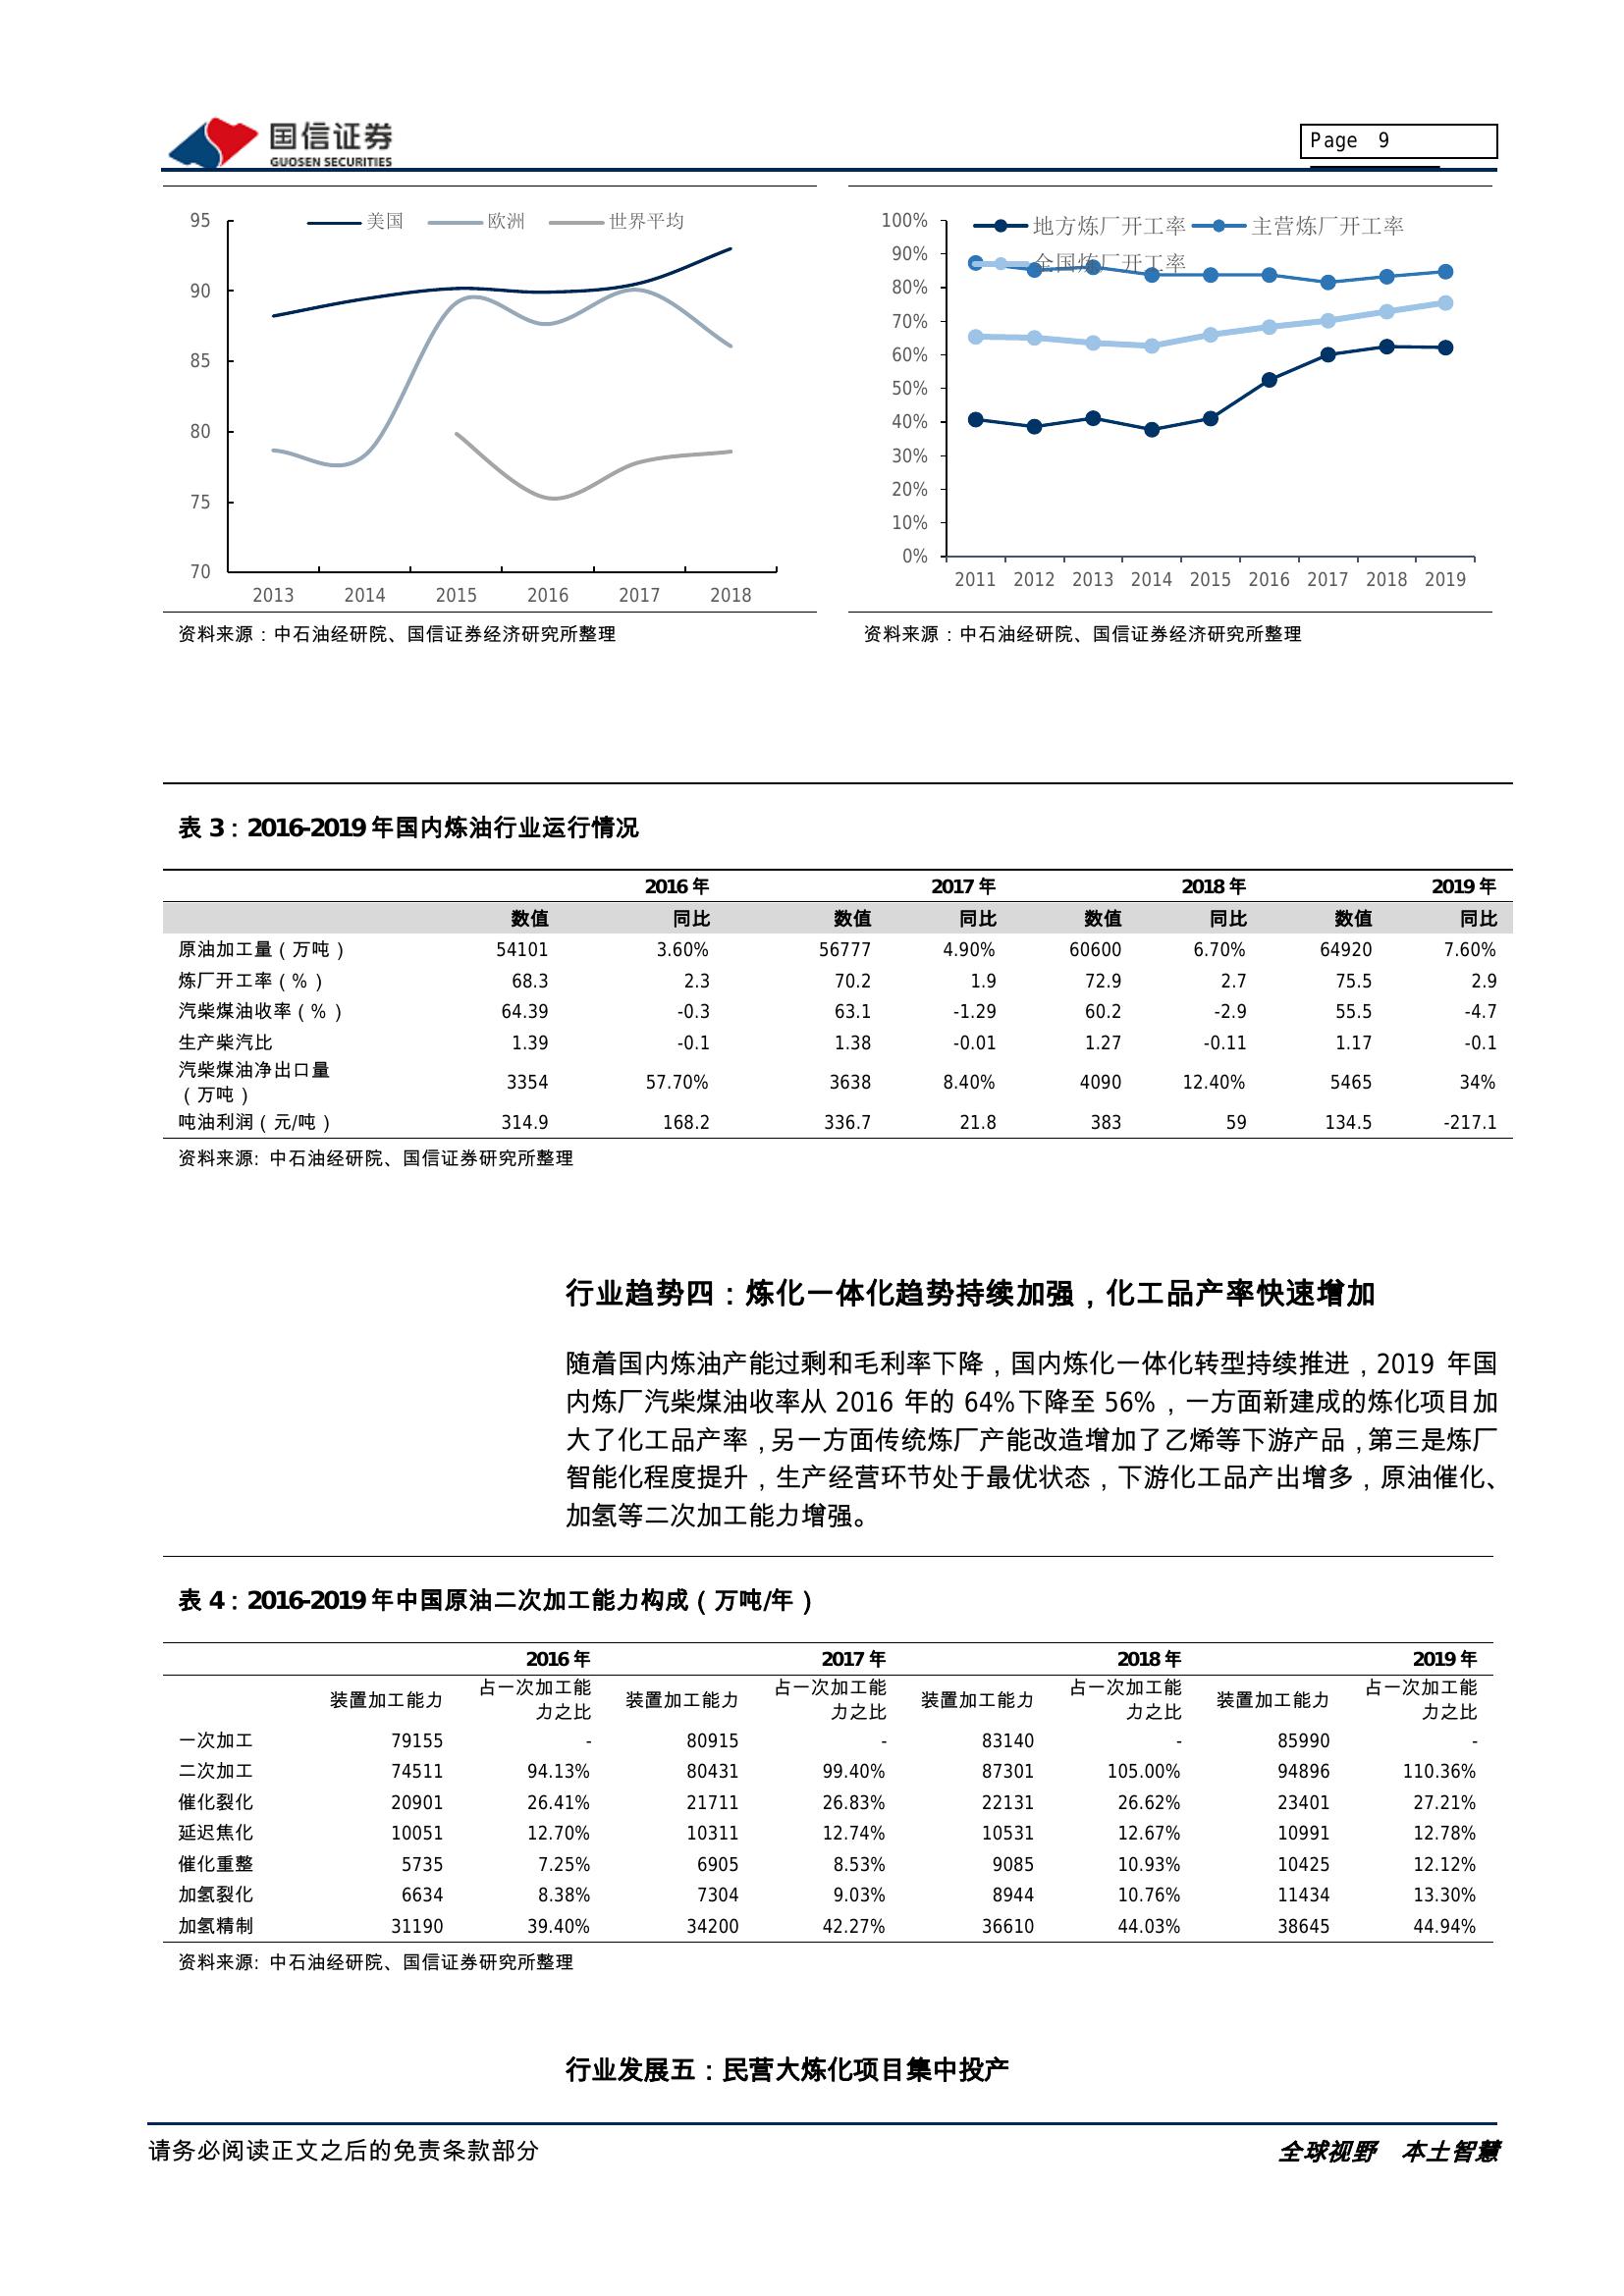 国信证券
GUOSEN SECURITIES
Page 9
美国 欧洲 世界平均
95
90
85
80
75
70
2013 2014 2015 2016 2017 2018
资料来源：中石油经研院、国信证券经济研究所整理
地方炼厂开工率 主营炼厂开工率
全国炼厂开工率
100%
90%
80%
70%
60%
50%
40%
30%
20%
10%
0%
2011 2012 2013 2014 2015 2016 2017 2018 2019
资料来源：中石油经研院、国信证券经济研究所整理
表 3：2016-2019 年国内炼油行业运行情况
2016 年 2017 年 2018 年 2019 年
数值 同比 数值 同比 数值 同比 数值 同比
原油加工量（万吨） 54101 3.60% 56777 4.90% 60600 6.70% 64920 7.60%
炼厂开工率（%） 68.3 2.3 70.2 1.9 72.9 2.7 75.5 2.9
汽柴煤油收率（%） 64.39 -0.3 63.1 -1.29 60.2 -2.9 55.5 -4.7
生产柴汽比 1.39 -0.1 1.38 -0.01 1.27 -0.11 1.17 -0.1
汽柴煤油净出口量
（万吨） 3354 57.70% 3638 8.40% 4090 12.40% 5465 34%
吨油利润（元/吨） 314.9 168.2 336.7 21.8 383 59 134.5 -217.1
资料来源: 中石油经研院、国信证券研究所整理
行业趋势四：炼化一体化趋势持续加强，化工品产率快速增加
随着国内炼油产能过剩和毛利率下降，国内炼化一体化转型持续推进，2019 年国
内炼厂汽柴煤油收率从 2016 年的 64%下降至 56%，一方面新建成的炼化项目加
大了化工品产率，另一方面传统炼厂产能改造增加了乙烯等下游产品，第三是炼厂
智能化程度提升，生产经营环节处于最优状态，下游化工品产出增多，原油催化、
加氢等二次加工能力增强。
表 4：2016-2019 年中国原油二次加工能力构成（万吨/年）
2016 年 2017 年 2018 年 2019 年
装置加工能力 占一次加工能 装置加工能力 占一次加工能 装置加工能力 占一次加工能 装置加工能力 占一次加工能
力之比 力之比 力之比 力之比
一次加工 79155 - 80915 - 83140 - 85990 -
二次加工 74511 94.13% 80431 99.40% 87301 105.00% 94896 110.36%
催化裂化 20901 26.41% 21711 26.83% 22131 26.62% 23401 27.21%
延迟焦化 10051 12.70% 10311 12.74% 10531 12.67% 10991 12.78%
催化重整 5735 7.25% 6905 8.53% 9085 10.93% 10425 12.12%
加氢裂化 6634 8.38% 7304 9.03% 8944 10.76% 11434 13.30%
加氢精制 31190 39.40% 34200 42.27% 36610 44.03% 38645 44.94%
资料来源: 中石油经研院、国信证券研究所整理
行业发展五：民营大炼化项目集中投产
请务必阅读正文之后的免责条款部分
全球视野 本土智慧